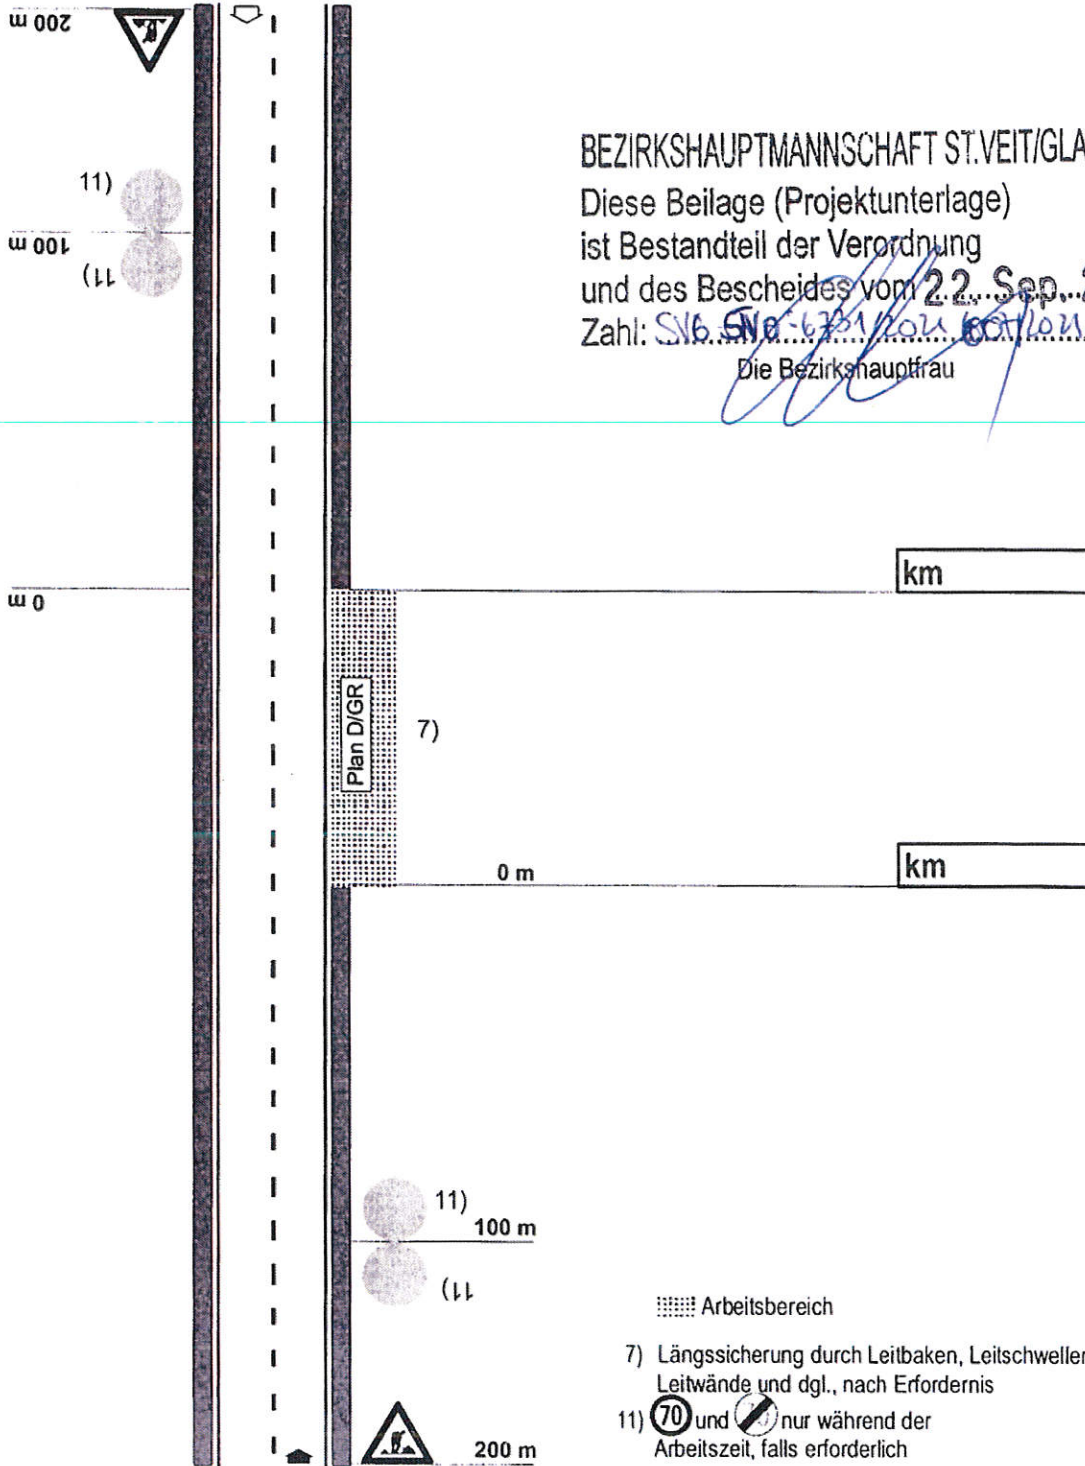 200 m
11)
100 m
11)
BEZIRKSHAUPTMANNSCHAFT ST.VEIT/GLA
Diese Beilage (Projektunterlage)
ist Bestandteil der Verordnung
und des Bescheides vom 22. Sep.
Zahl:
Die Bezirkshauptfrau
km
0 m
Plan D/GR
7)
0 m
km
11)
100 m
11)
200 m
Arbeitsbereich
7) Längssicherung durch Leitbaken, Leitschwellen
Leitwände und dgl., nach Erfordernis
11) 70 und nur während der
Arbeitszeit, falls erforderlich